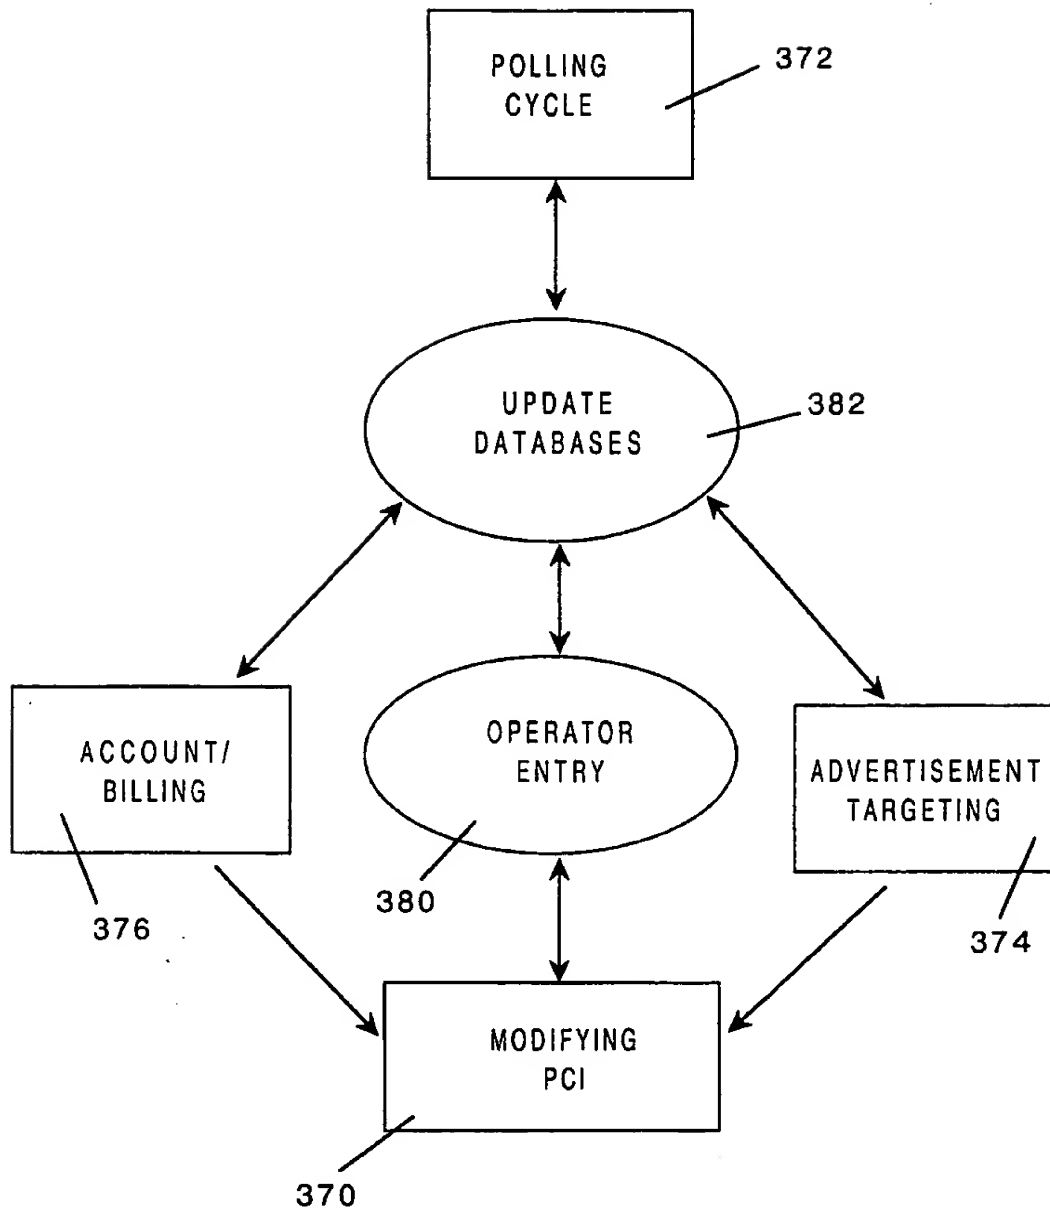 POLLING
CYCLE
372
UPDATE
DATABASES
382
ACCOUNT/
BILLING
376
OPERATOR
ENTRY
380
ADVERTISEMENT
TARGETING
374
MODIFYING
PCI
370